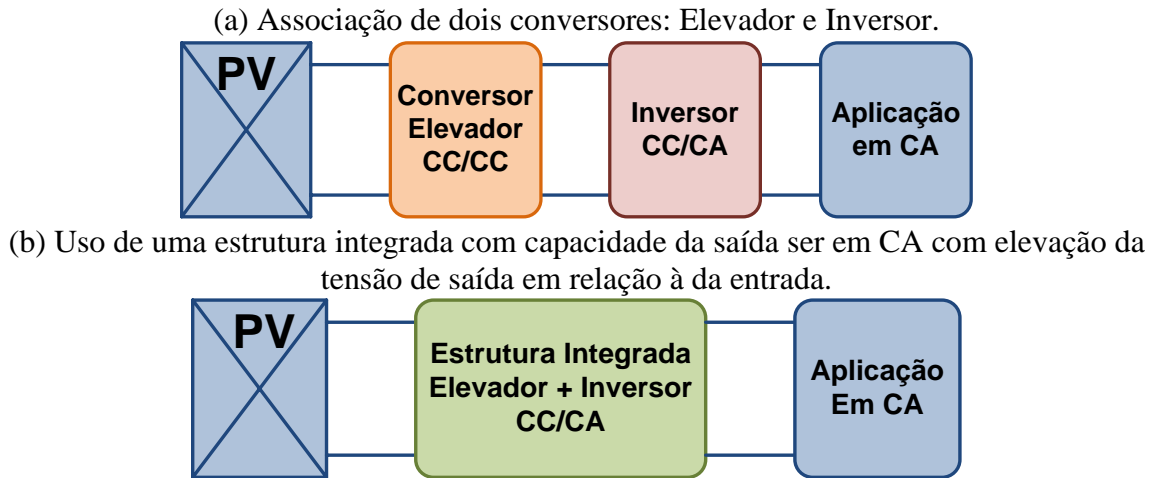 (a) Associação de dois conversores: Elevador e Inversor.
PV
Conversor
Elevador
CC/CC
Inversor
CC/CA
Aplicação
em CA
(b) Uso de uma estrutura integrada com capacidade da saída ser em CA com elevação da
tensão de saída em relação à da entrada.
PV
Estrutura Integrada
Elevador + Inversor
CC/CA
Aplicação
Em CA